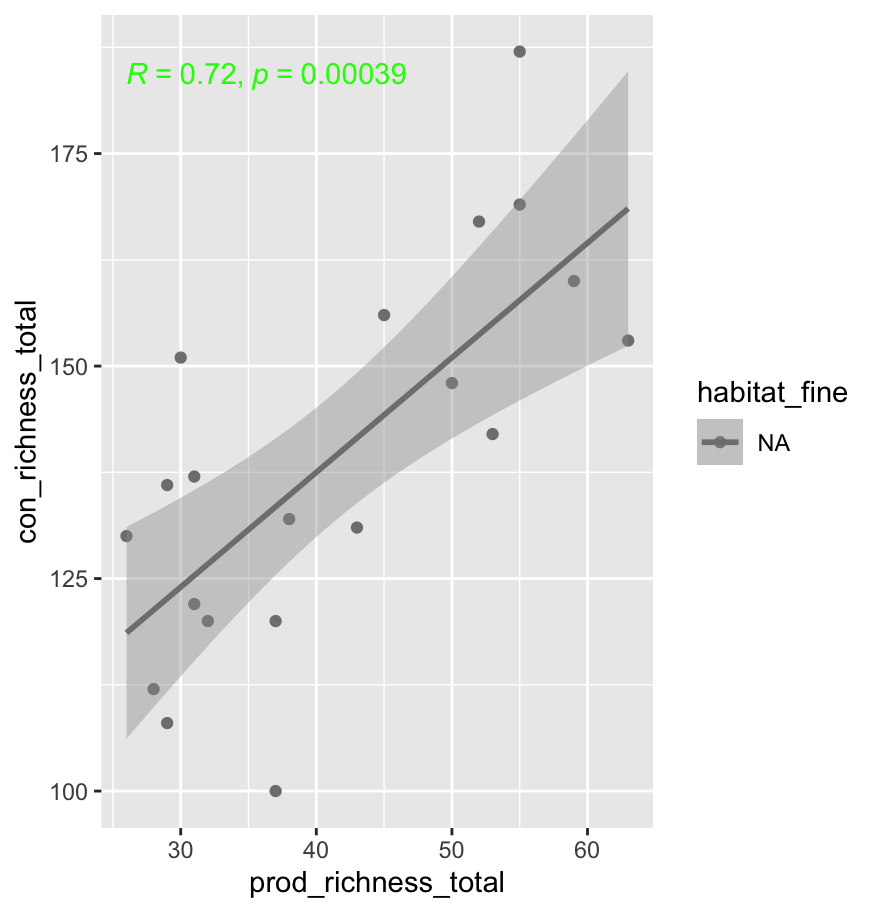 R = 0.72, p = 0.00039
175
150
125
100
con_richness_total
30 40 50 60
prod_richness_total
habitat_fine
NA